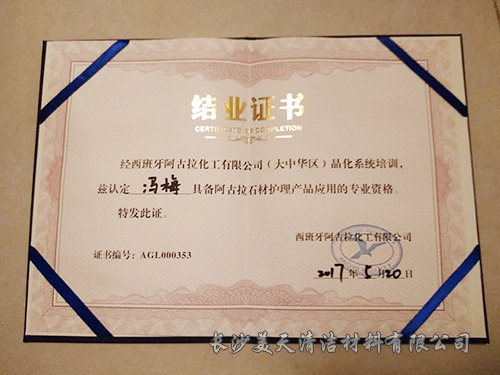 结业证书
CERTIFICATE OF COMPLETION
经西班牙阿古拉化工有限公司（大中华区）晶化系统培训，
兹认定 冯梅 具备阿古拉石材护理产品应用的专业资格。
特发此证。
西班牙阿古拉化工有限公司
证书编号：AGL000353
2017年5月20日
长沙美天清洁材料有限公司